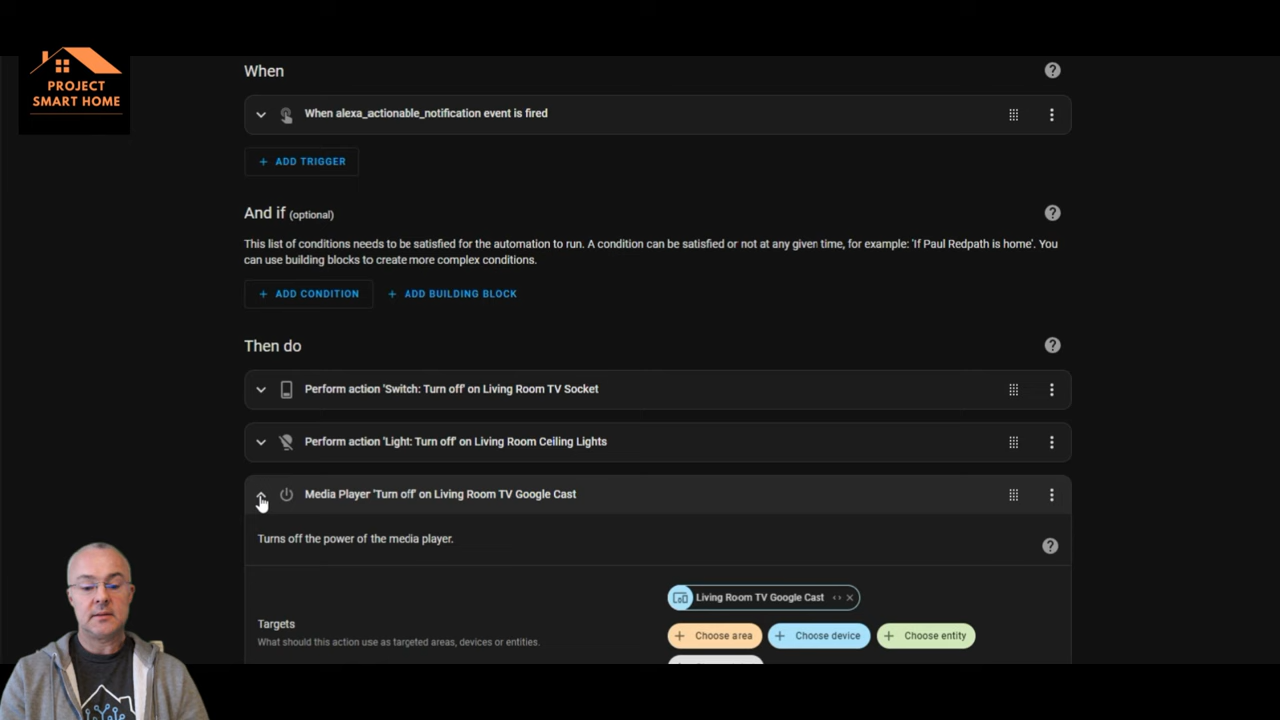 PROJECT
SMART HOME
When
When alexa_actionable_notification event is fired
+ ADD TRIGGER
And if (optional)
This list of conditions needs to be satisfied for the automation to run. A condition can be satisfied or not at any given time, for example: 'If Paul Redpath is home'. You
can use building blocks to create more complex conditions.
+ ADD CONDITION + ADD BUILDING BLOCK
Then do
Perform action 'Switch: Turn off' on Living Room TV Socket
Perform action 'Light: Turn off' on Living Room Ceiling Lights
Media Player 'Turn off' on Living Room TV Google Cast
Turns off the power of the media player.
Living Room TV Google Cast
Targets
What should this action use as targeted areas, devices or entities.
+ Choose area + Choose device + Choose entity